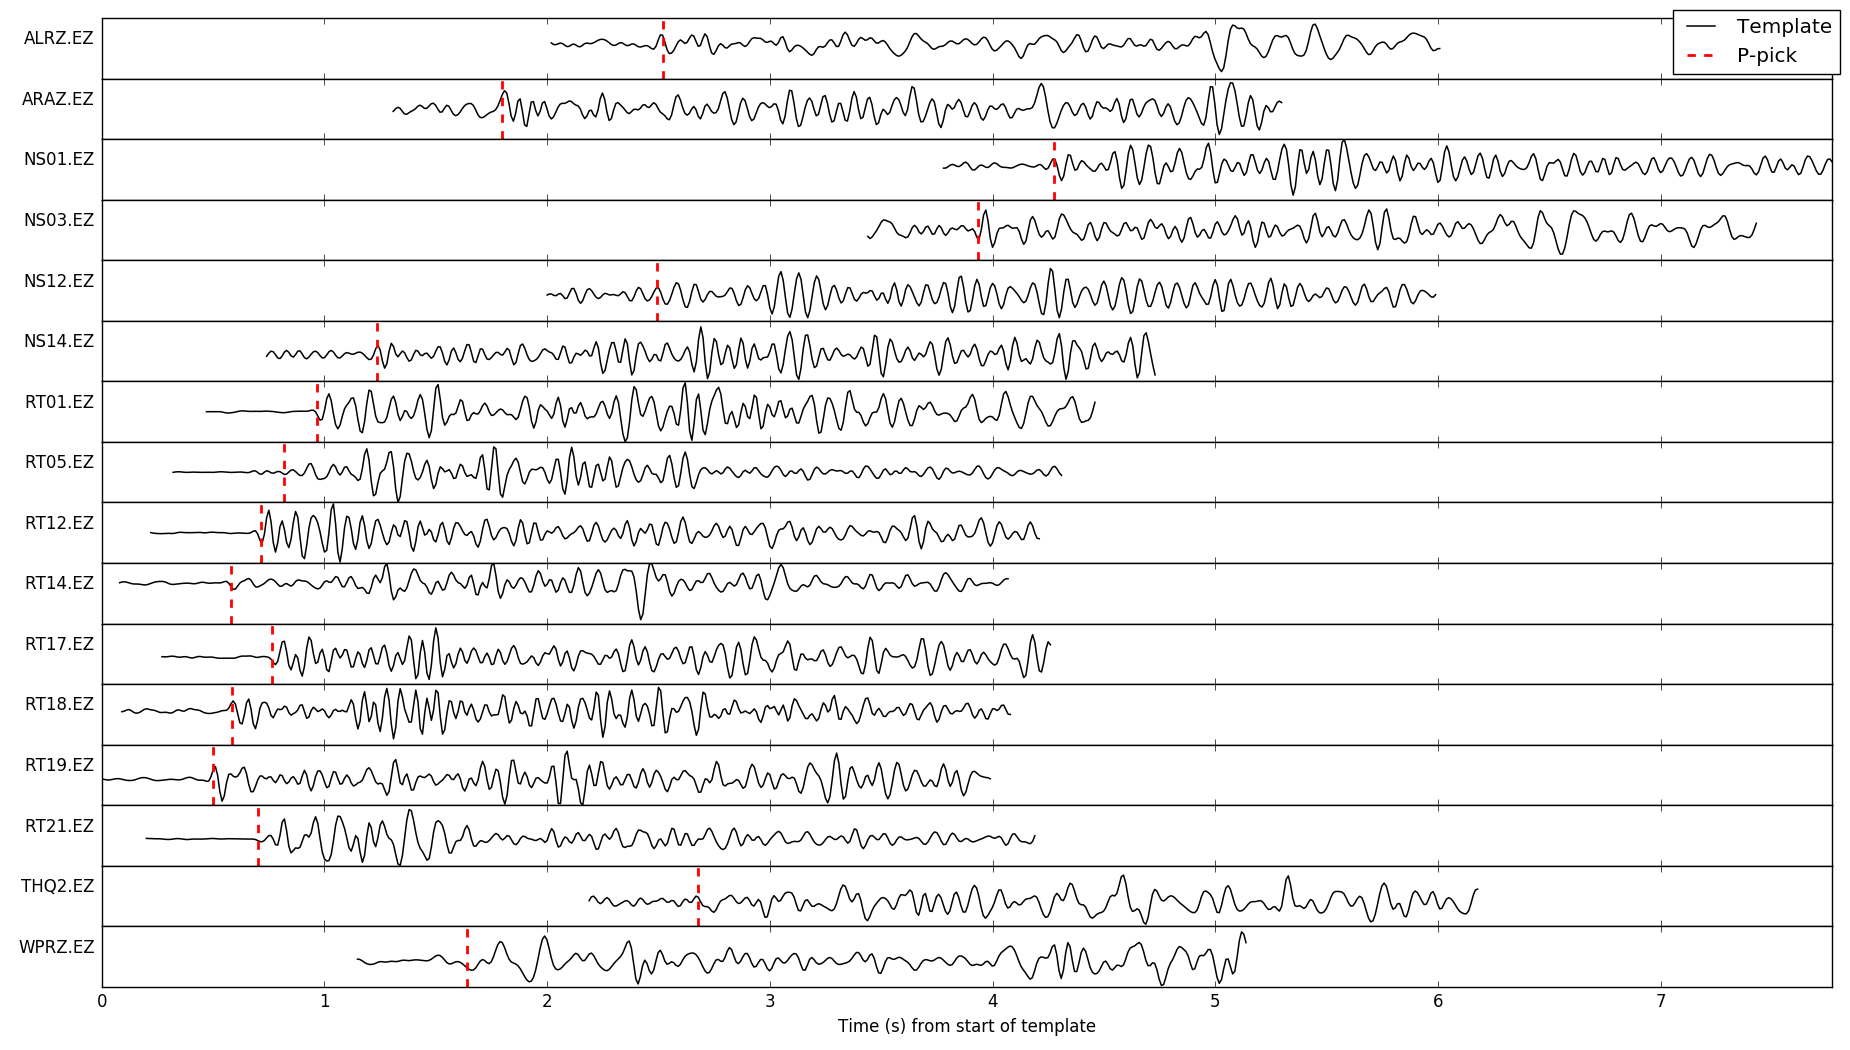 Template
P-pick
ALRZ.EZ
ARAZ.EZ
NS01.EZ
NS03.EZ
NS12.EZ
NS14.EZ
RT01.EZ
RT05.EZ
RT12.EZ
RT14.EZ
RT17.EZ
RT18.EZ
RT19.EZ
RT21.EZ
THQ2.EZ
WPRZ.EZ
0 1 2 3 4 5 6 7
Time (s) from start of template